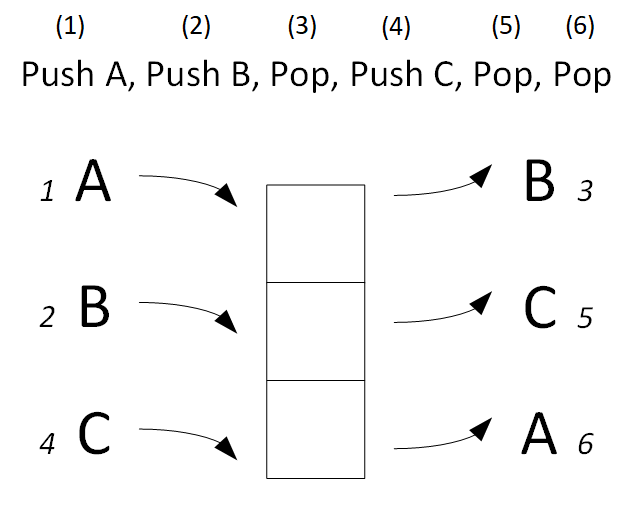 (1) (2) (3) (4) (5) (6)
Push A, Push B, Pop, Push C, Pop, Pop
1 A B 3
2 B C 5
4 C A 6